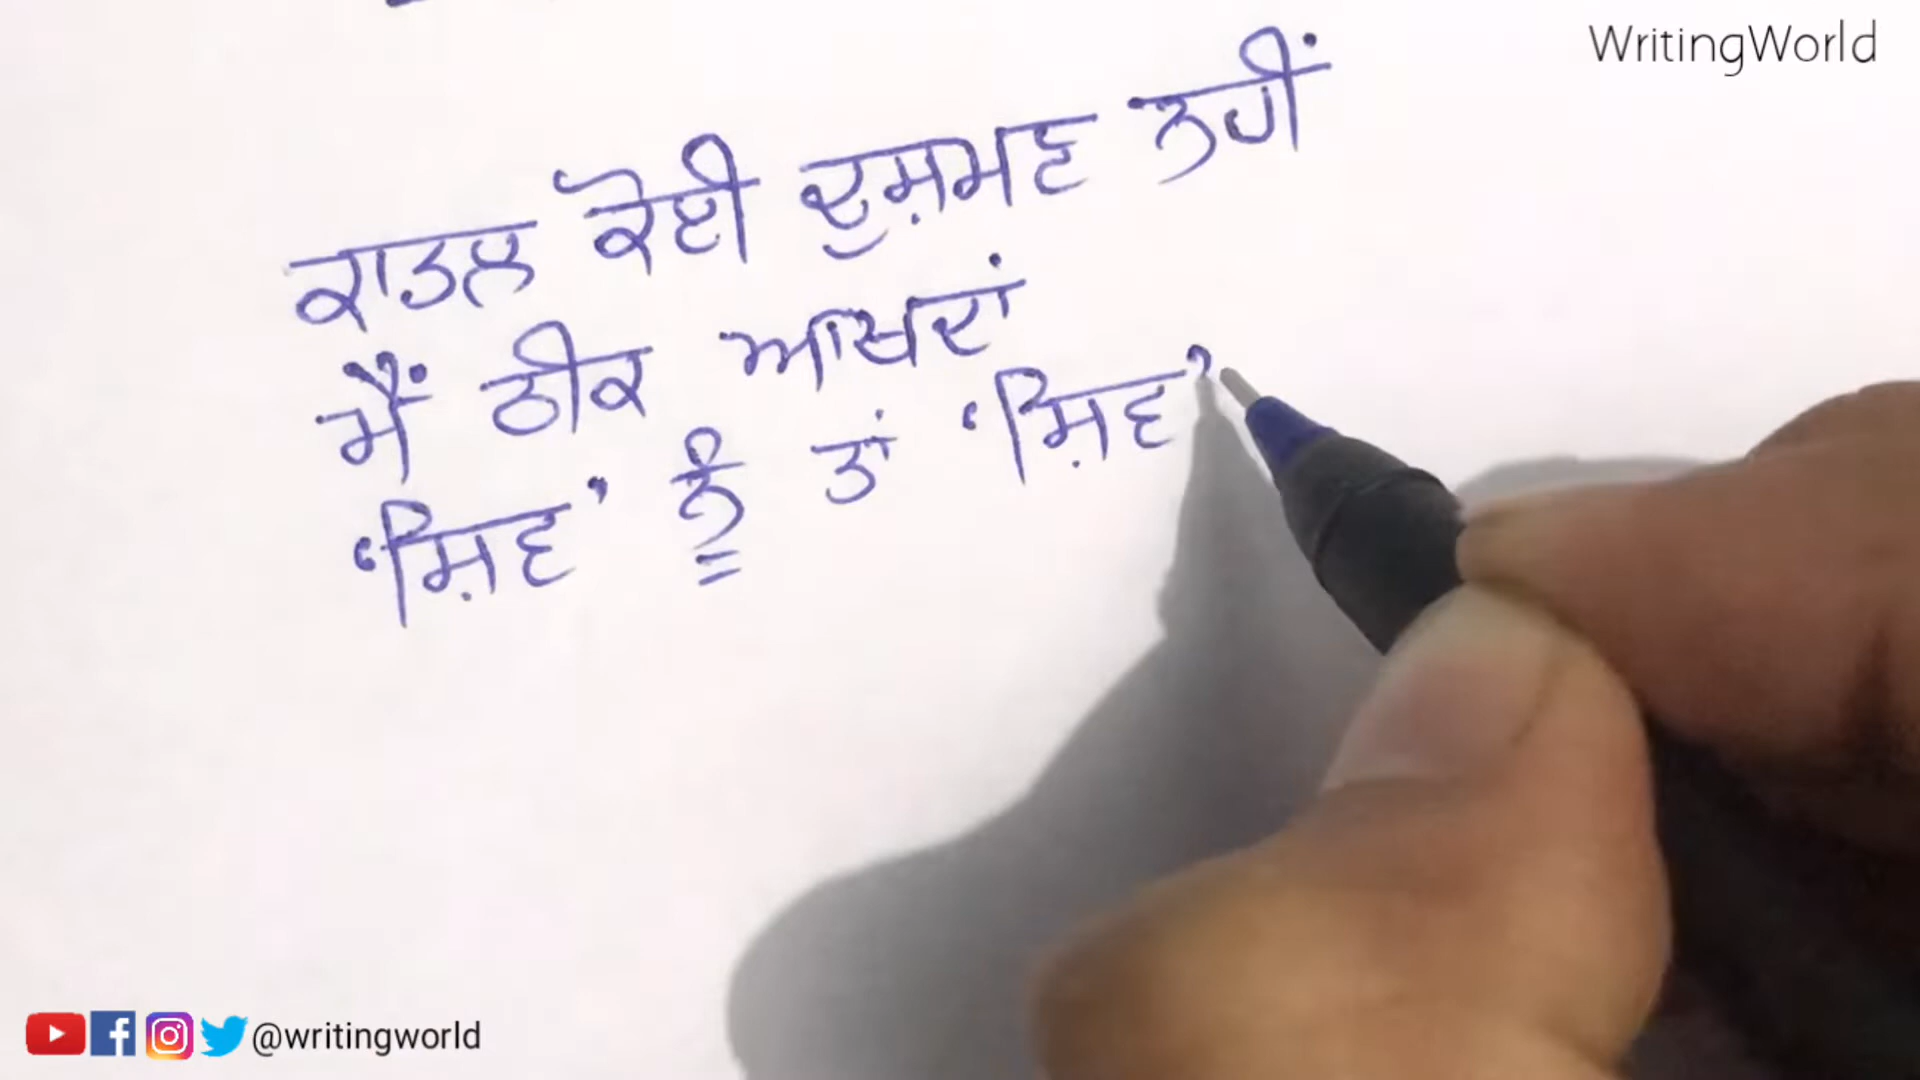 WritingWorld
ਕਾਤਲ ਕੋਈ ਦੁਸ਼ਮਣ ਨਹੀਂ
ਮੈਂ ਠੀਕ ਆਖਦਾਂ
‘ਸ਼ਿਵ’ ਨੂੰ ਤਾਂ ‘ਸ਼ਿਵ’
@writingworld